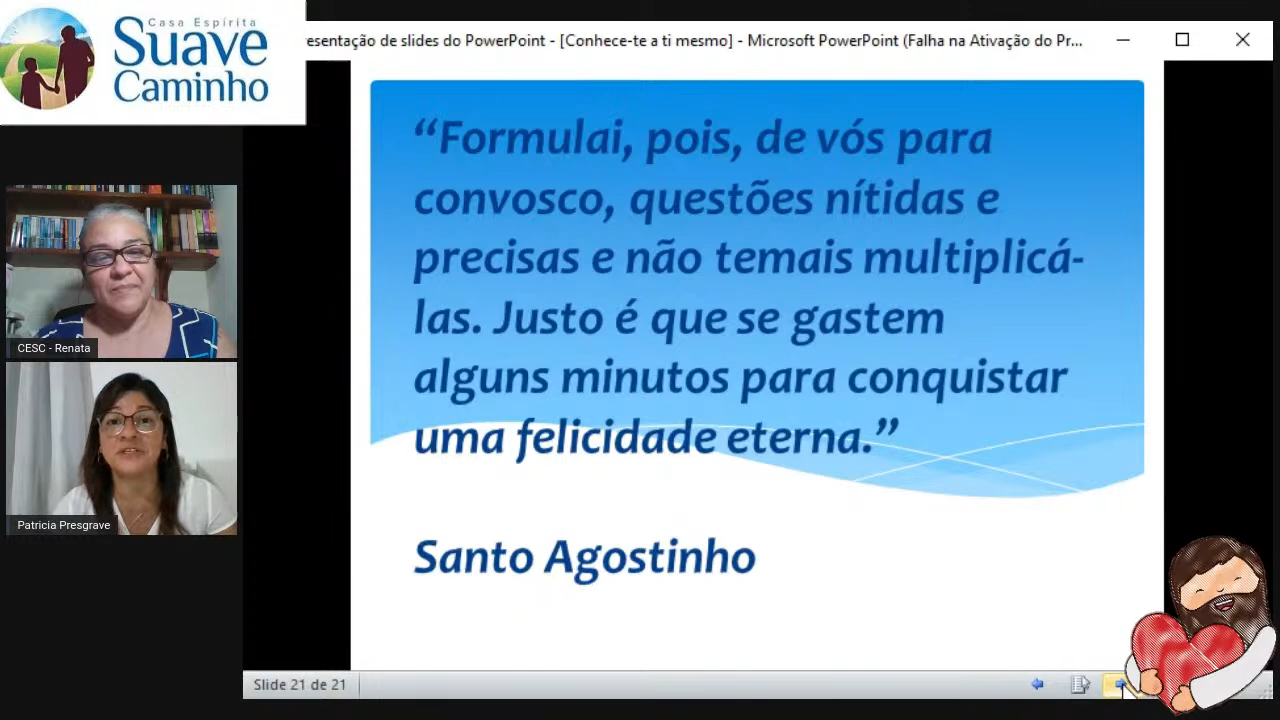 Casa Espírita
Suave
Caminho
esentação de slides do PowerPoint - [Conhece-te a ti mesmo] - Microsoft PowerPoint (Falha na Ativação do Pr...
“Formulai, pois, de vós para
convosco, questões nítidas e
precisas e não temais multiplicá-
las. Justo é que se gastem
alguns minutos para conquistar
uma felicidade eterna.”
Santo Agostinho
CESC - Renata
Patricia Presgrave
Slide 21 de 21